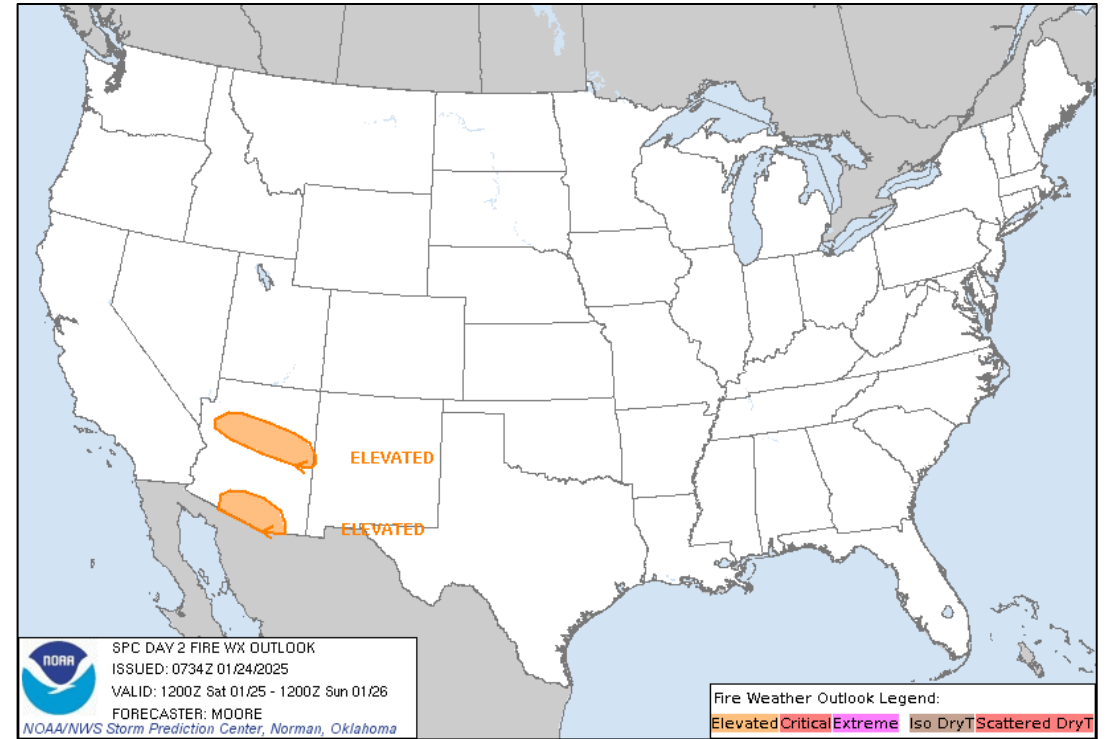 ELEVATED
ELEVATED
NOAA
SPC DAY 2 FIRE WX OUTLOOK
ISSUED: 0734Z 01/24/2025
VALID: 1200Z Sat 01/25 - 1200Z Sun 01/26
FORECASTER: MOORE
NOAA/NWS Storm Prediction Center, Norman, Oklahoma
Fire Weather Outlook Legend:
Elevated Critical Extreme Iso DryT Scattered DryT